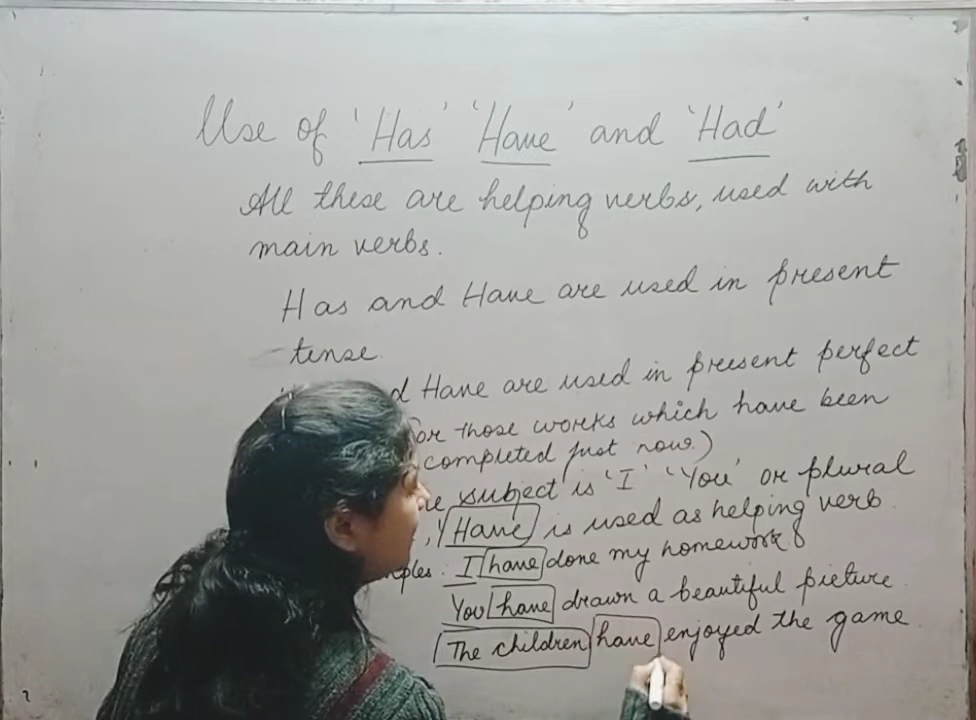 Use of 'Has' 'Have' and 'Had'
All these are helping verbs, used with
main verbs.
Has and Have are used in present
tense.
Have are used in present perfect
those works which have been
completed just now.)
subject is 'I' 'You' or plural
Have is used as helping verb.
I have done my homework
You have drawn a beautiful picture.
The children have enjoyed the game.